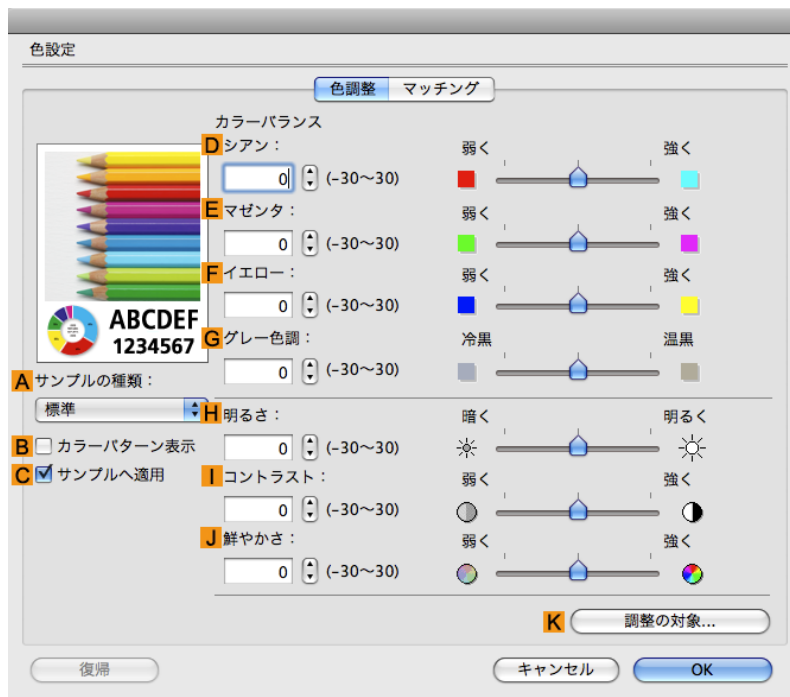 色設定
色調整 マッチング
カラーバランス
D シアン：
弱く 強く
0 (-30〜30)
E マゼンタ：
弱く 強く
0 (-30〜30)
F イエロー：
弱く 強く
0 (-30〜30)
ABCDEF
1234567
G グレー色調：
冷黒 温黒
0 (-30〜30)
A サンプルの種類：
標準
B カラーパターン表示
C サンプルへ適用
H 明るさ：
暗く 明るく
0 (-30〜30)
I コントラスト：
弱く 強く
0 (-30〜30)
J 鮮やかさ：
弱く 強く
0 (-30〜30)
K 調整の対象...
復帰 キャンセル OK